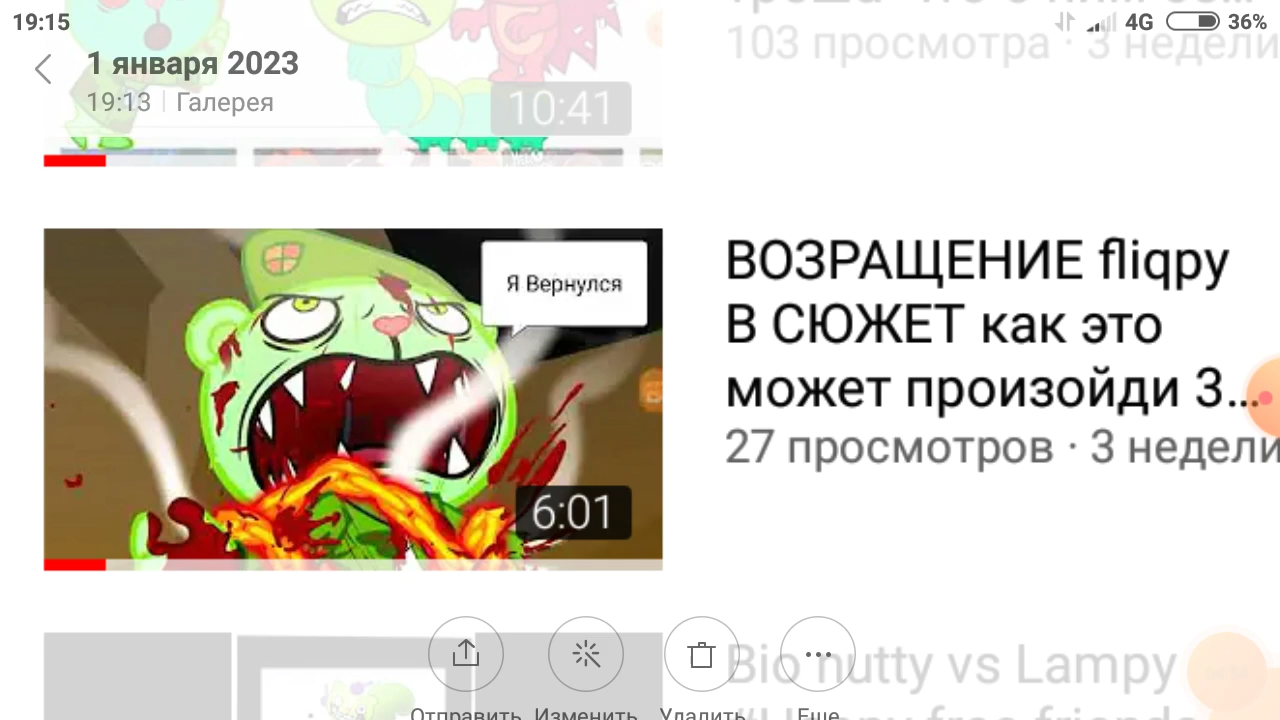 19:15
4G
36%
1 января 2023
19:13 | Галерея
103 просмотра · 3 недели
10:41
Я Вернулся
6:01
ВОЗРАЩЕНИЕ fliqpy
В СЮЖЕТ как это
может произойди 3...
27 просмотров · 3 недели
Bio nutty vs Lampy
Отправить
Изменить
Удалить
Еще